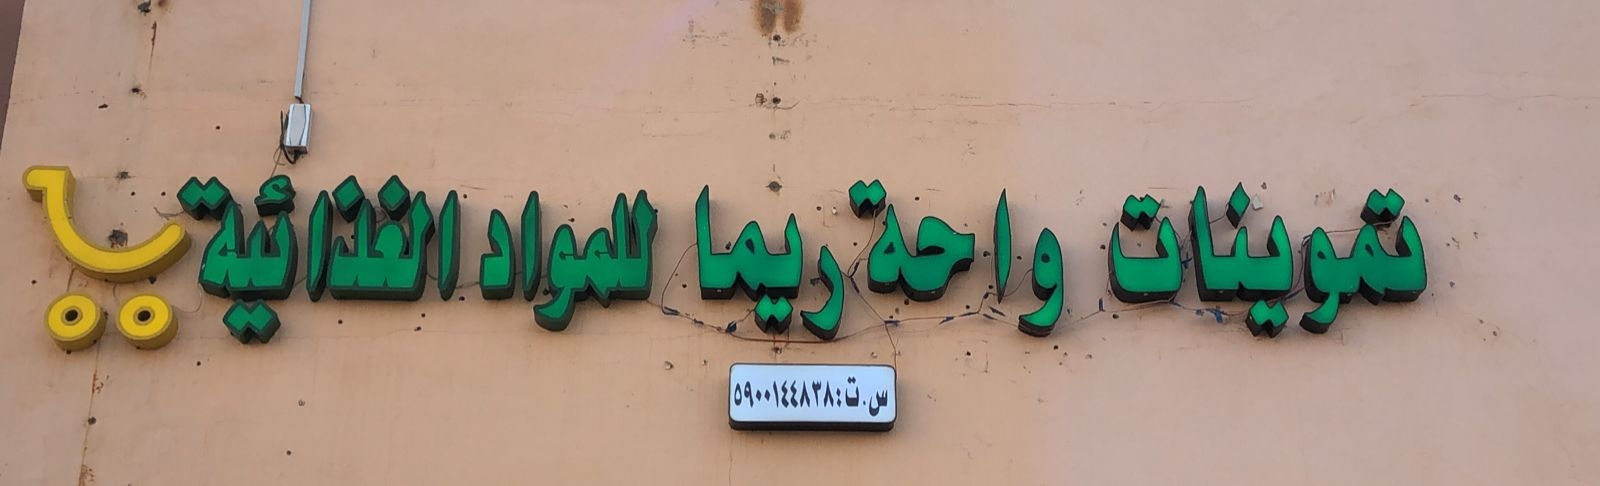 تموينات واحة ريما للمواد الغذائية
س.ت:٥٩٠٠١٤٤٨٣٨